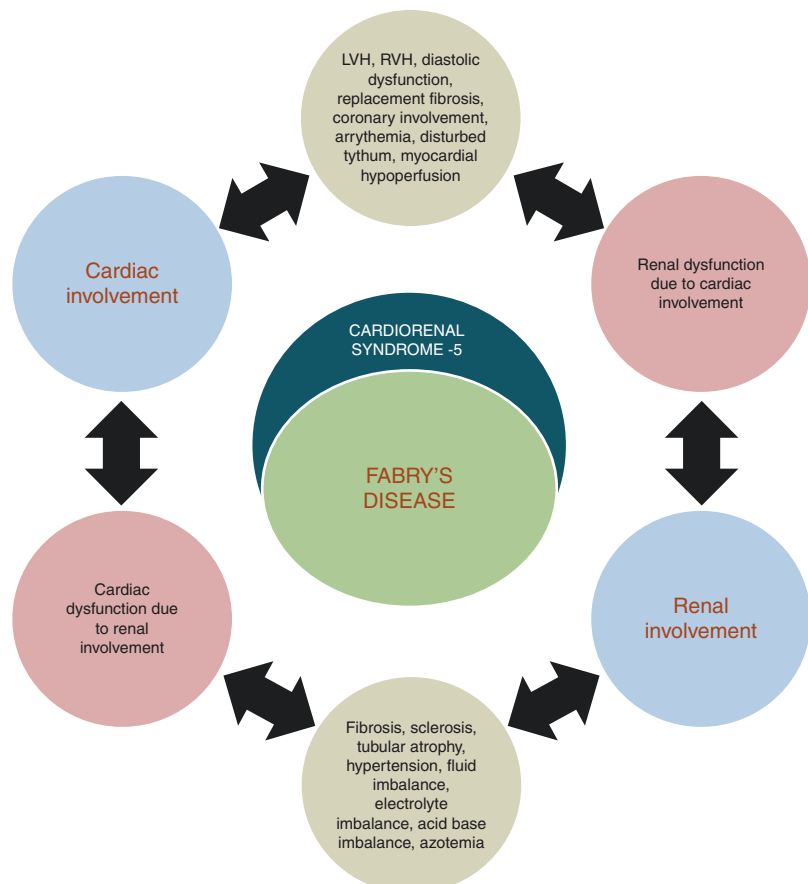 LVH, RVH, diastolic
dysfunction,
replacement fibrosis,
coronary involvement,
arrythemia, disturbed
tythum, myocardial
hypoperfusion
Cardiac
involvement
Renal dysfunction
due to cardiac
involvement
CARDIORENAL
SYNDROME -5
FABRY'S
DISEASE
Cardiac
dysfunction due
to renal
involvement
Renal
involvement
Fibrosis, sclerosis,
tubular atrophy,
hypertension, fluid
imbalance,
electrolyte
imbalance, acid base
imbalance, azotemia